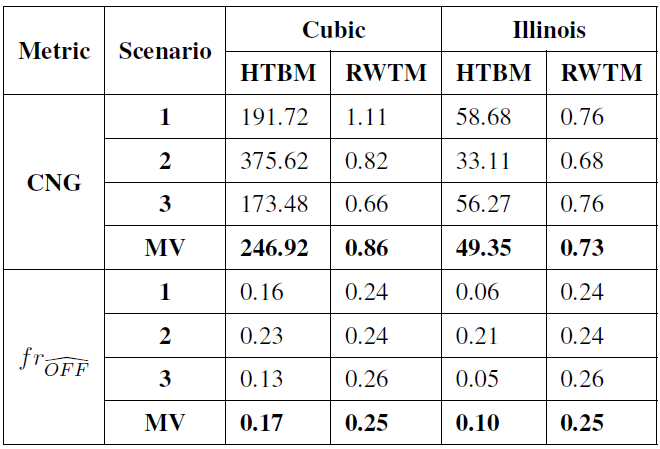 Metric Scenario Cubic Illinois
HTBM RWTM HTBM RWTM
CNG
1 191.72 1.11 58.68 0.76
2 375.62 0.82 33.11 0.68
3 173.48 0.66 56.27 0.76
MV 246.92 0.86 49.35 0.73
fr_{\widehat{OFF}}
1 0.16 0.24 0.06 0.24
2 0.23 0.24 0.21 0.24
3 0.13 0.26 0.05 0.26
MV 0.17 0.25 0.10 0.25